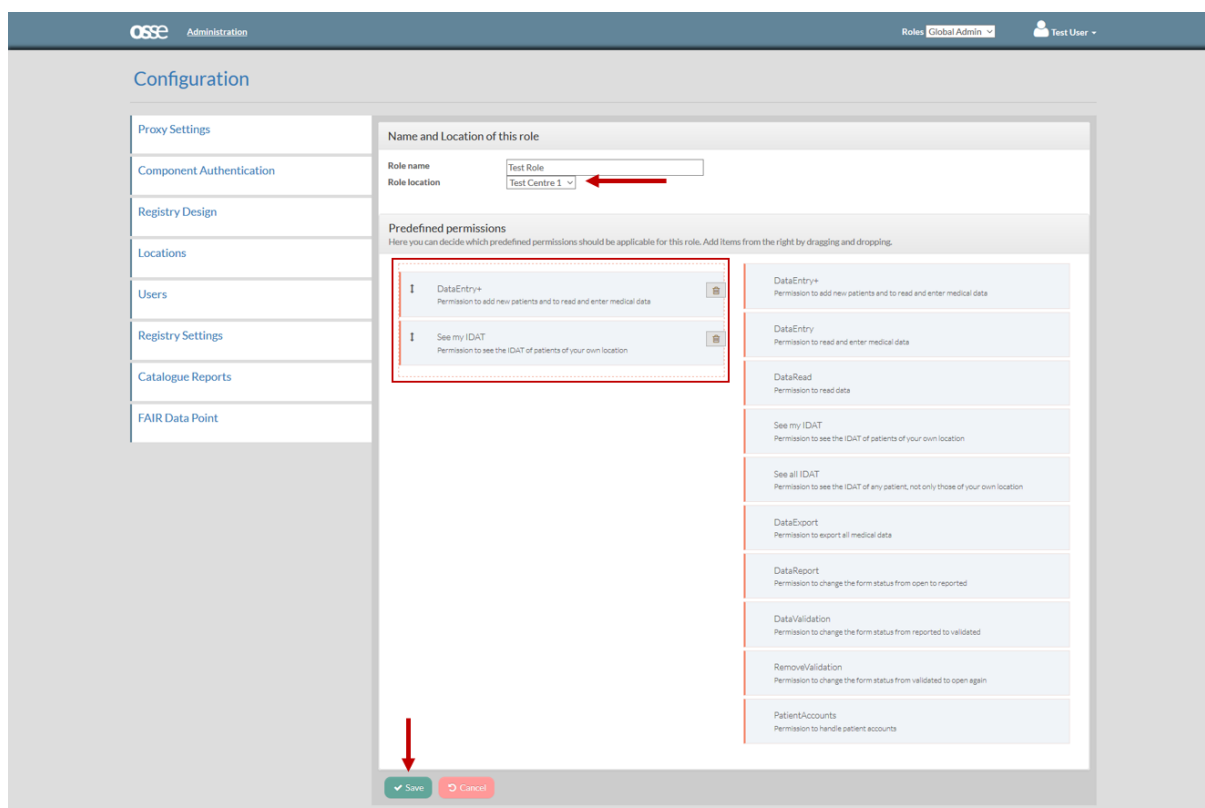 osse Administration Roles Global Admin Test User
Configuration
Proxy Settings
Component Authentication
Registry Design
Locations
Users
Registry Settings
Catalogue Reports
FAIR Data Point
Name and Location of this role
Role name Test Role
Role location Test Centre 1
Predefined permissions
Here you can decide which predefined permissions should be applicable for this role. Add items from the right by dragging and dropping.
DataEntry+
Permission to add new patients and to read and enter medical data
See my IDAT
Permission to see the IDAT of patients of your own location
DataEntry+
Permission to add new patients and to read and enter medical data
DataEntry
Permission to read and enter medical data
DataRead
Permission to read data
See my IDAT
Permission to see the IDAT of patients of your own location
See all IDAT
Permission to see the IDAT of any patient, not only those of your own location
DataExport
Permission to export all medical data
DataReport
Permission to change the form status from open to reported
DataValidation
Permission to change the form status from reported to validated
RemoveValidation
Permission to change the form status from validated to open again
PatientAccounts
Permission to handle patient accounts
Save Cancel